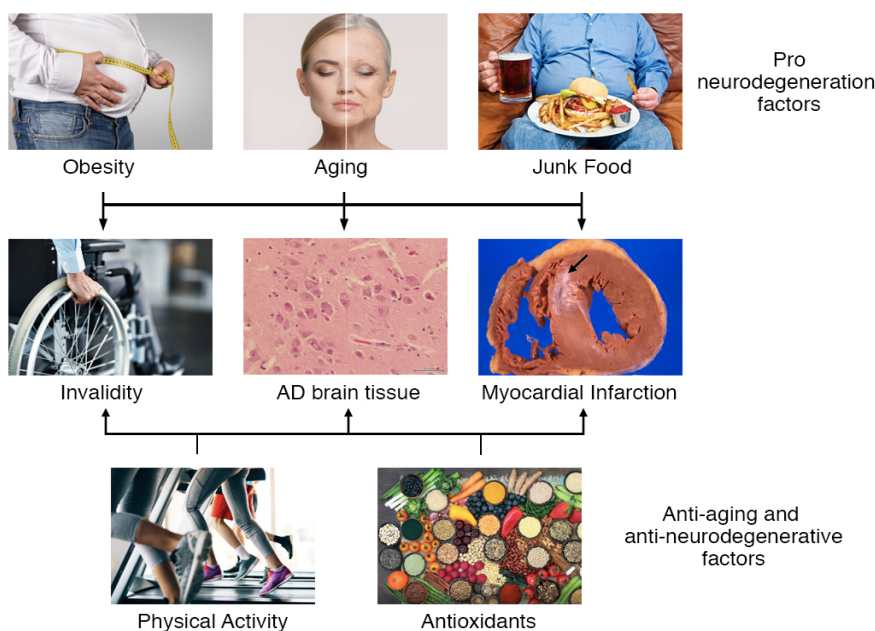 Pro
neurodegeneration
factors
Obesity
Aging
Junk Food
Invalidity
AD brain tissue
Myocardial Infarction
Anti-aging and
anti-neurodegenerative
factors
Physical Activity
Antioxidants